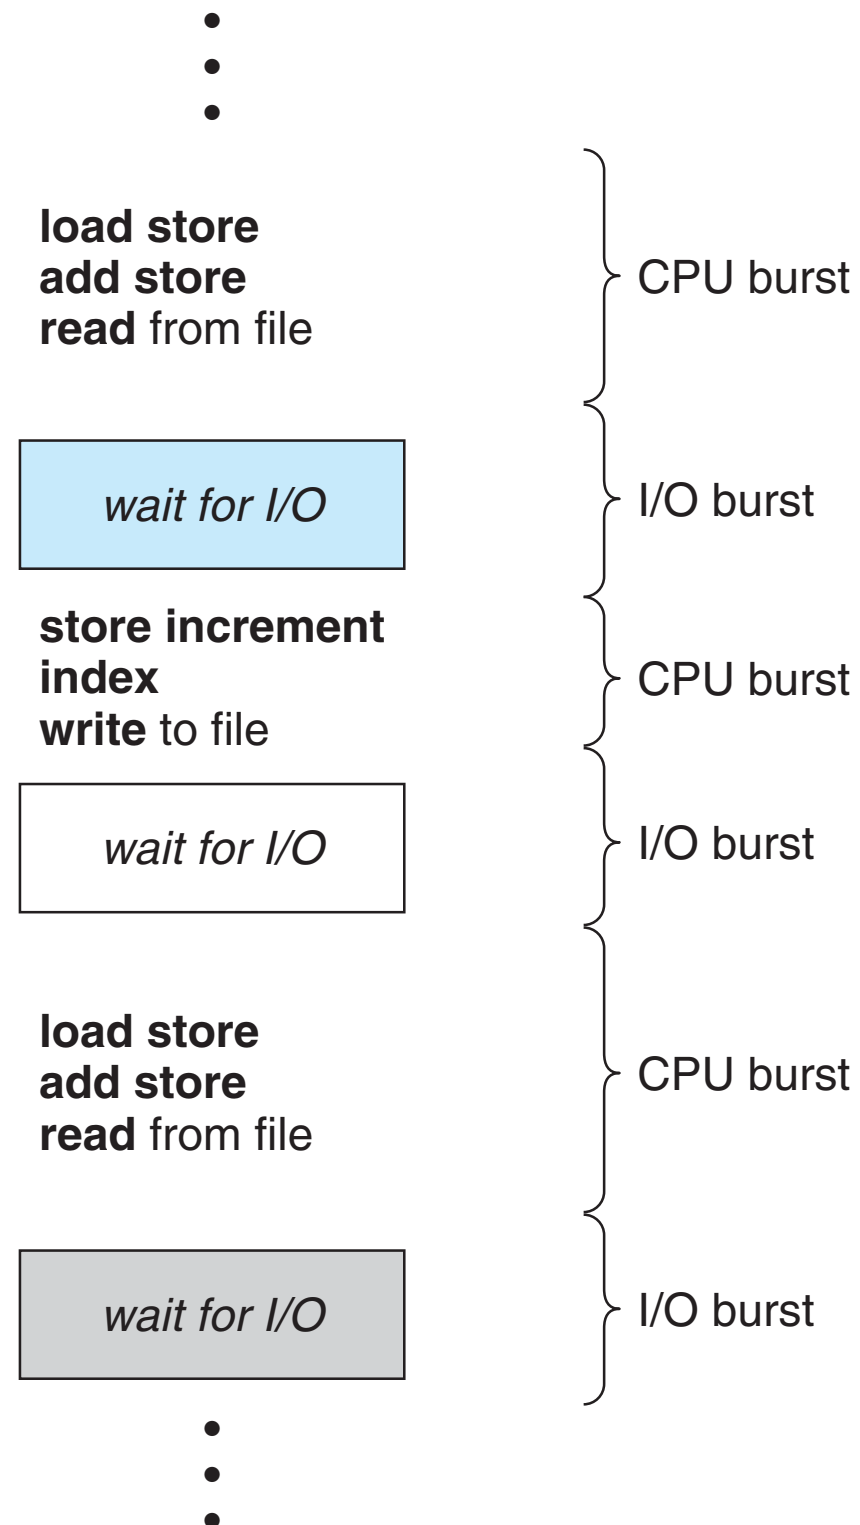 load store
add store
read from file
CPU burst
wait for I/O
I/O burst
store increment
index
write to file
CPU burst
wait for I/O
I/O burst
load store
add store
read from file
CPU burst
wait for I/O
I/O burst